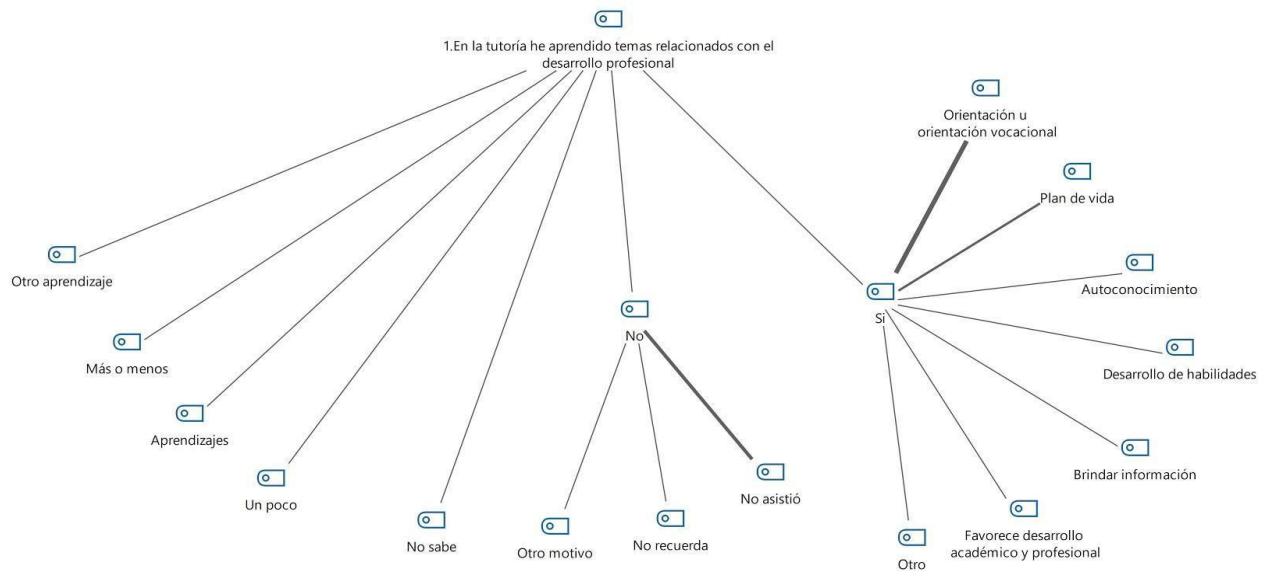 1.En la tutoría he aprendido temas relacionados con el
desarrollo profesional
Orientación u
orientación vocacional
Plan de vida
Autoconocimiento
Desarrollo de habilidades
Brindar información
Favorece desarrollo
académico y profesional
Otro
Si
No
No asistió
No recuerda
Otro motivo
No sabe
Un poco
Aprendizajes
Más o menos
Otro aprendizaje